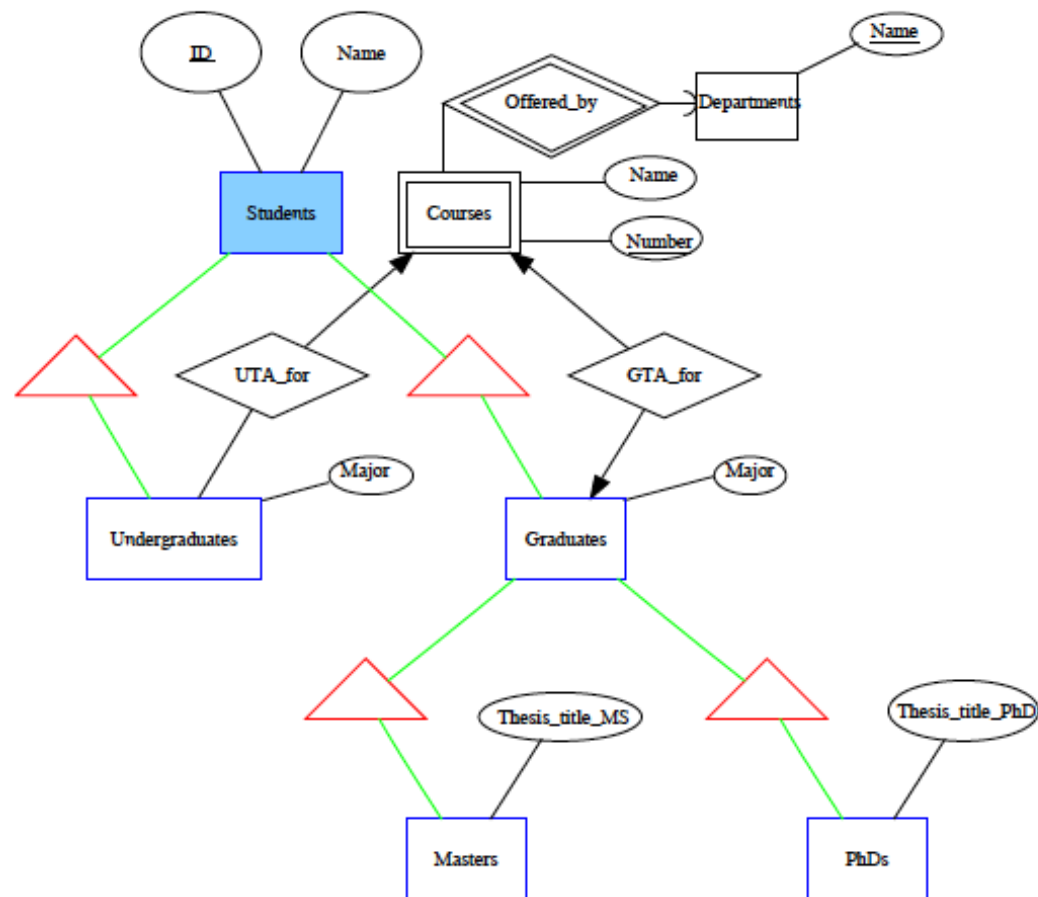 ID
Name
Name
Offered_by
Departments
Name
Students
Courses
Number
UTA_for
GTA_for
Major
Major
Undergraduates
Graduates
Thesis_title_MS
Thesis_title_PhD
Masters
PhDs